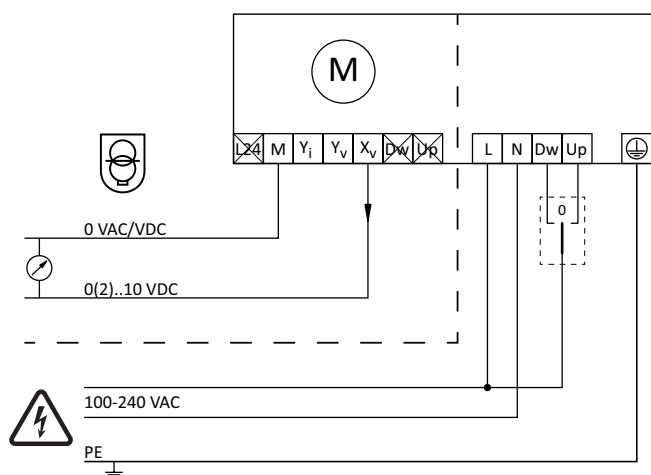 M
L24 M Yi Yv Xv Dw Up L N Dw Up
0
0 VAC/VDC
0(2)..10 VDC
100-240 VAC
PE